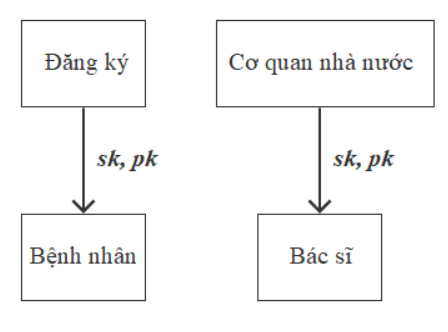 Đăng ký
Cơ quan nhà nước
sk, pk
sk, pk
Bệnh nhân
Bác sĩ